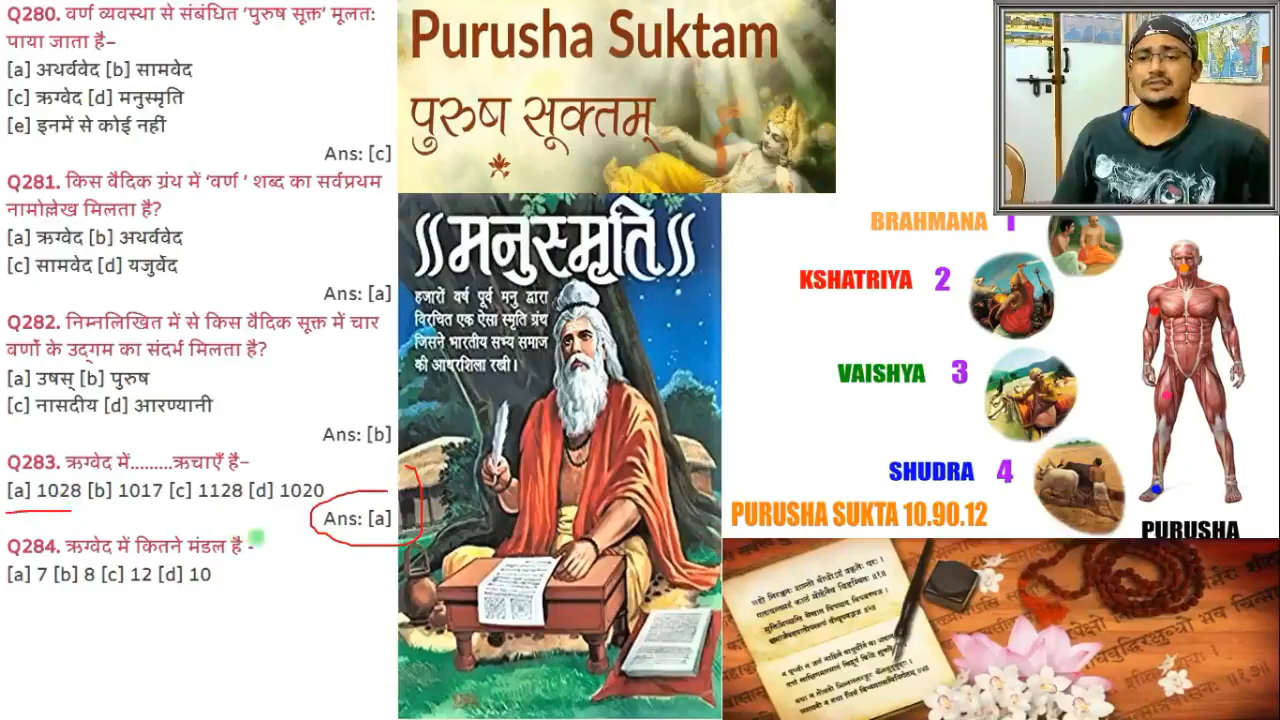 Q280. वर्ण व्यवस्था से संबंधित ‘पुरुष सूक्त’ मूलत:
पाया जाता है–
[a] अथर्ववेद [b] सामवेद
[c] ऋग्वेद [d] मनुस्मृति
[e] इनमें से कोई नहीं
Ans: [c]
Q281. किस वैदिक ग्रंथ में ‘वर्ण ’ शब्द का सर्वप्रथम
नामोल्लेख मिलता है?
[a] ऋग्वेद [b] अथर्ववेद
[c] सामवेद [d] यजुर्वेद
Ans: [a]
Q282. निम्नलिखित में से किस वैदिक सूक्त में चार
वर्णों के उद्गम का संदर्भ मिलता है?
[a] उषस् [b] पुरुष
[c] नासदीय [d] आरण्यानी
Ans: [b]
Q283. ऋग्वेद में.........ऋचाएँ है–
[a] 1028 [b] 1017 [c] 1128 [d] 1020
Ans: [a]
Q284. ऋग्वेद में कितने मंडल है -
[a] 7 [b] 8 [c] 12 [d] 10
Purusha Suktam
पुरुष सूक्तम्
॥मनुस्मृति॥
हजारों वर्ष पूर्व मनु द्वारा
विरचित एक ऐसा स्मृति ग्रंथ
जिसने भारतीय सभ्य समाज
की आधारशिला रखी।
BRAHMANA 1
KSHATRIYA 2
VAISHYA 3
SHUDRA 4
PURUSHA SUKTA 10.90.12
PURUSHA